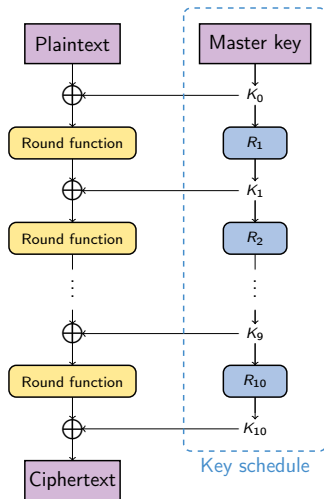 Plaintext
Master key
K₀
Round function
R₁
K₁
Round function
R₂
K₉
Round function
R₁₀
K₁₀
Ciphertext
Key schedule